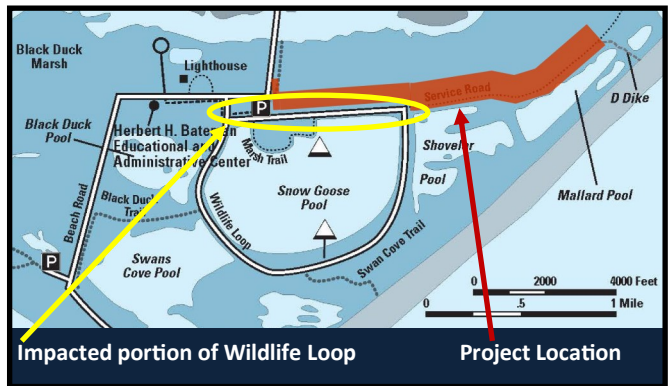 Black Duck
Marsh
Lighthouse
P
Service Road
D Dike
Black Duck
Pool
Herbert H. Bateman
Educational and
Administrative Center
Marsh Trail
Shoveler
Pool
Mallard Pool
Snow Goose
Pool
Beach Road
Black Duck
Trail
Wildlife Loop
Swan Cove Trail
P
Swans
Cove Pool
0 2000 4000 Feet
0 .5 1 Mile
Impacted portion of Wildlife Loop
Project Location